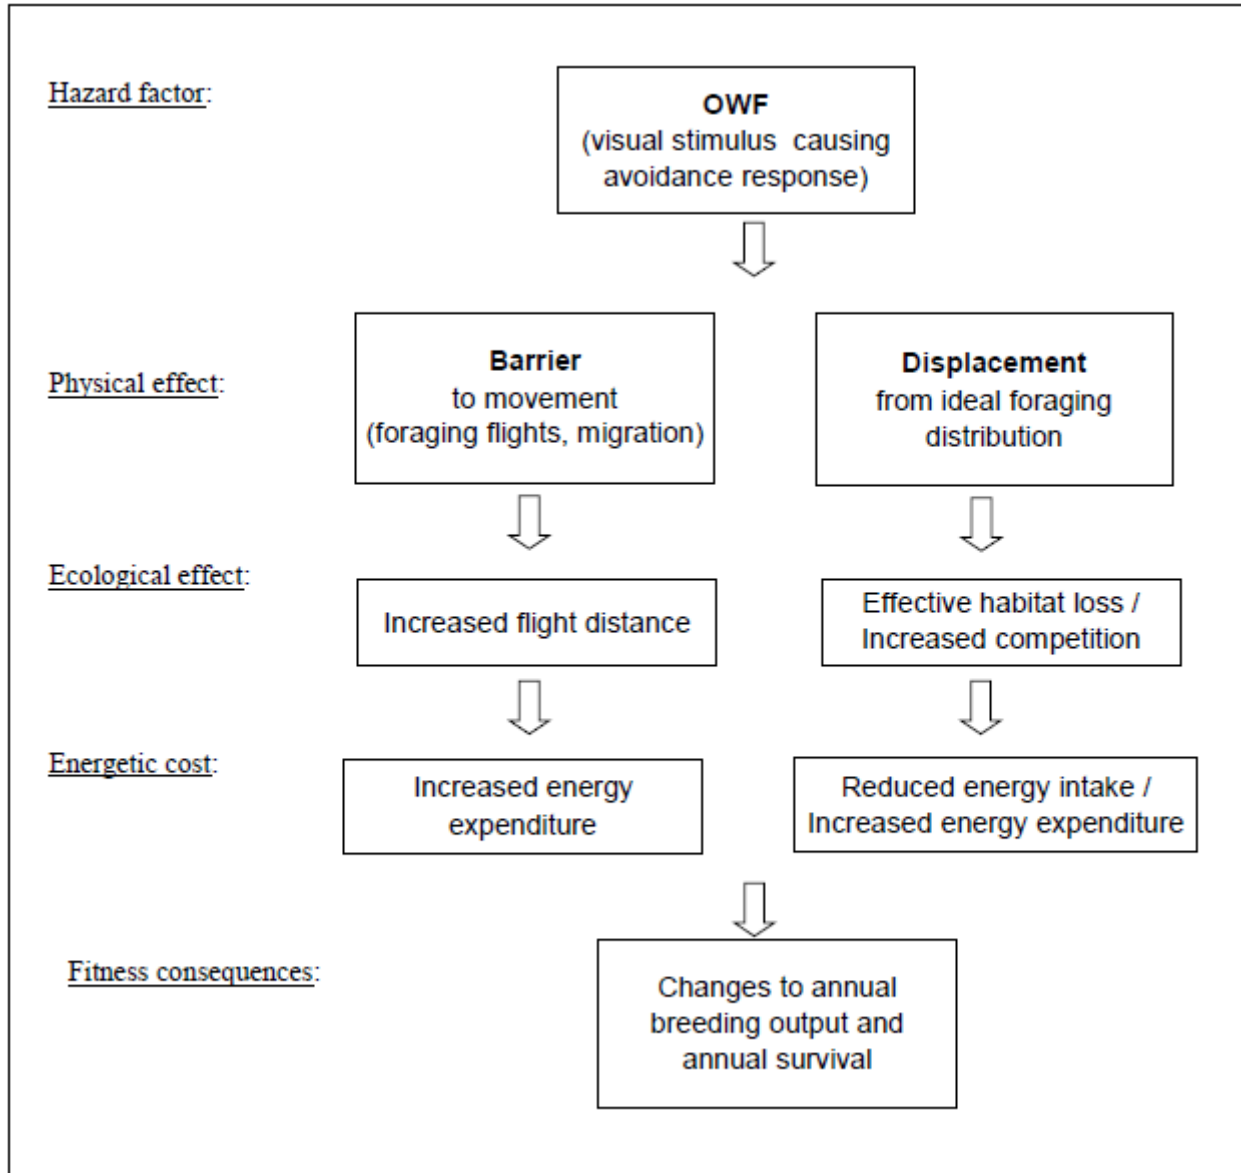 Hazard factor:
OWF
(visual stimulus causing
avoidance response)
Physical effect:
Barrier
to movement
(foraging flights, migration)
Displacement
from ideal foraging
distribution
Ecological effect:
Increased flight distance
Effective habitat loss /
Increased competition
Energetic cost:
Increased energy
expenditure
Reduced energy intake /
Increased energy expenditure
Fitness consequences:
Changes to annual
breeding output and
annual survival